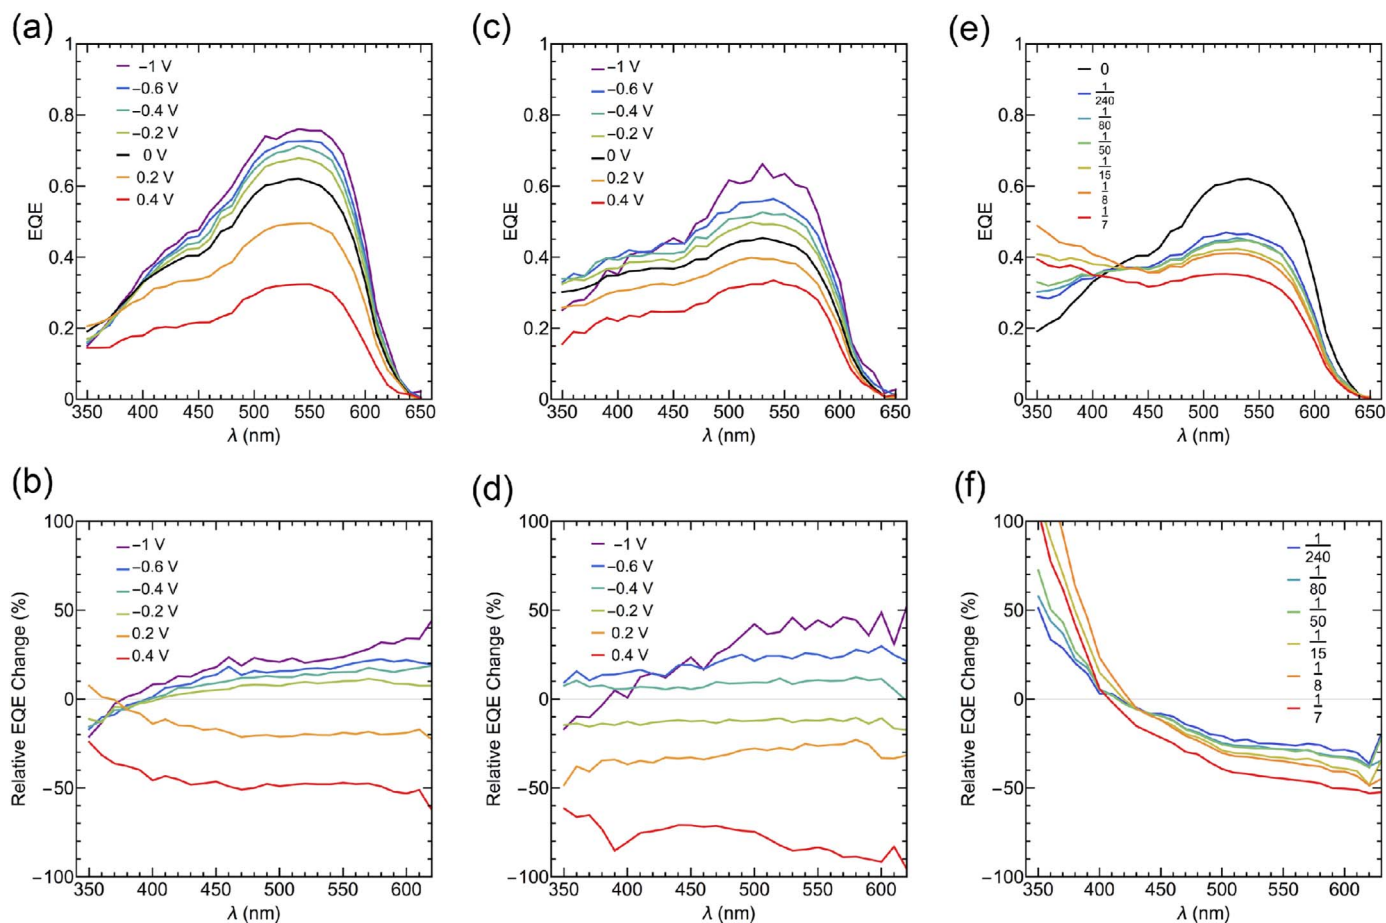 (a)
1
0.8
0.6
0.4
0.2
0
EQE
−1 V
−0.6 V
−0.4 V
−0.2 V
0 V
0.2 V
0.4 V
350 400 450 500 550 600 650
λ (nm)
(c)
1
0.8
0.6
0.4
0.2
0
EQE
−1 V
−0.6 V
−0.4 V
−0.2 V
0 V
0.2 V
0.4 V
350 400 450 500 550 600 650
λ (nm)
(e)
1
0.8
0.6
0.4
0.2
0
EQE
0
1/240
1/80
1/50
1/15
1/8
1/7
350 400 450 500 550 600 650
λ (nm)
(b)
100
50
0
−50
−100
Relative EQE Change (%)
−1 V
−0.6 V
−0.4 V
−0.2 V
0.2 V
0.4 V
350 400 450 500 550 600
λ (nm)
(d)
100
50
0
−50
−100
Relative EQE Change (%)
−1 V
−0.6 V
−0.4 V
−0.2 V
0.2 V
0.4 V
350 400 450 500 550 600
λ (nm)
(f)
100
50
0
−50
−100
Relative EQE Change (%)
1/240
1/80
1/50
1/15
1/8
1/7
350 400 450 500 550 600
λ (nm)